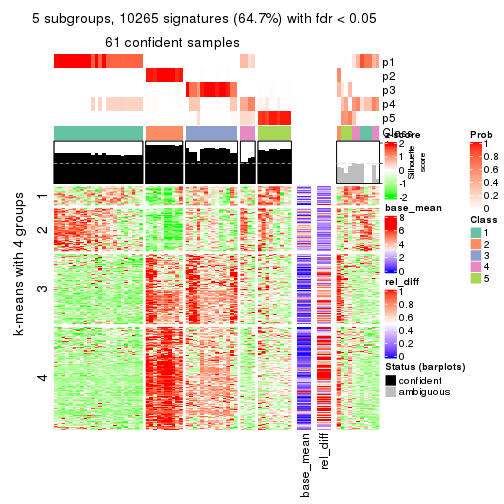 5 subgroups, 10265 signatures (64.7%) with fdr < 0.05
61 confident samples
p1
p2
p3
p4
p5
Class
Silhouette
score
1
2
3
4
k-means with 4 groups
base_mean
rel_diff
z-score
2
1
0
-1
-2
base_mean
8
6
4
2
0
rel_diff
1
0.8
0.6
0.4
0.2
0
Status (barplots)
confident
ambiguous
Prob
1
0.8
0.6
0.4
0.2
0
Class
1
2
3
4
5